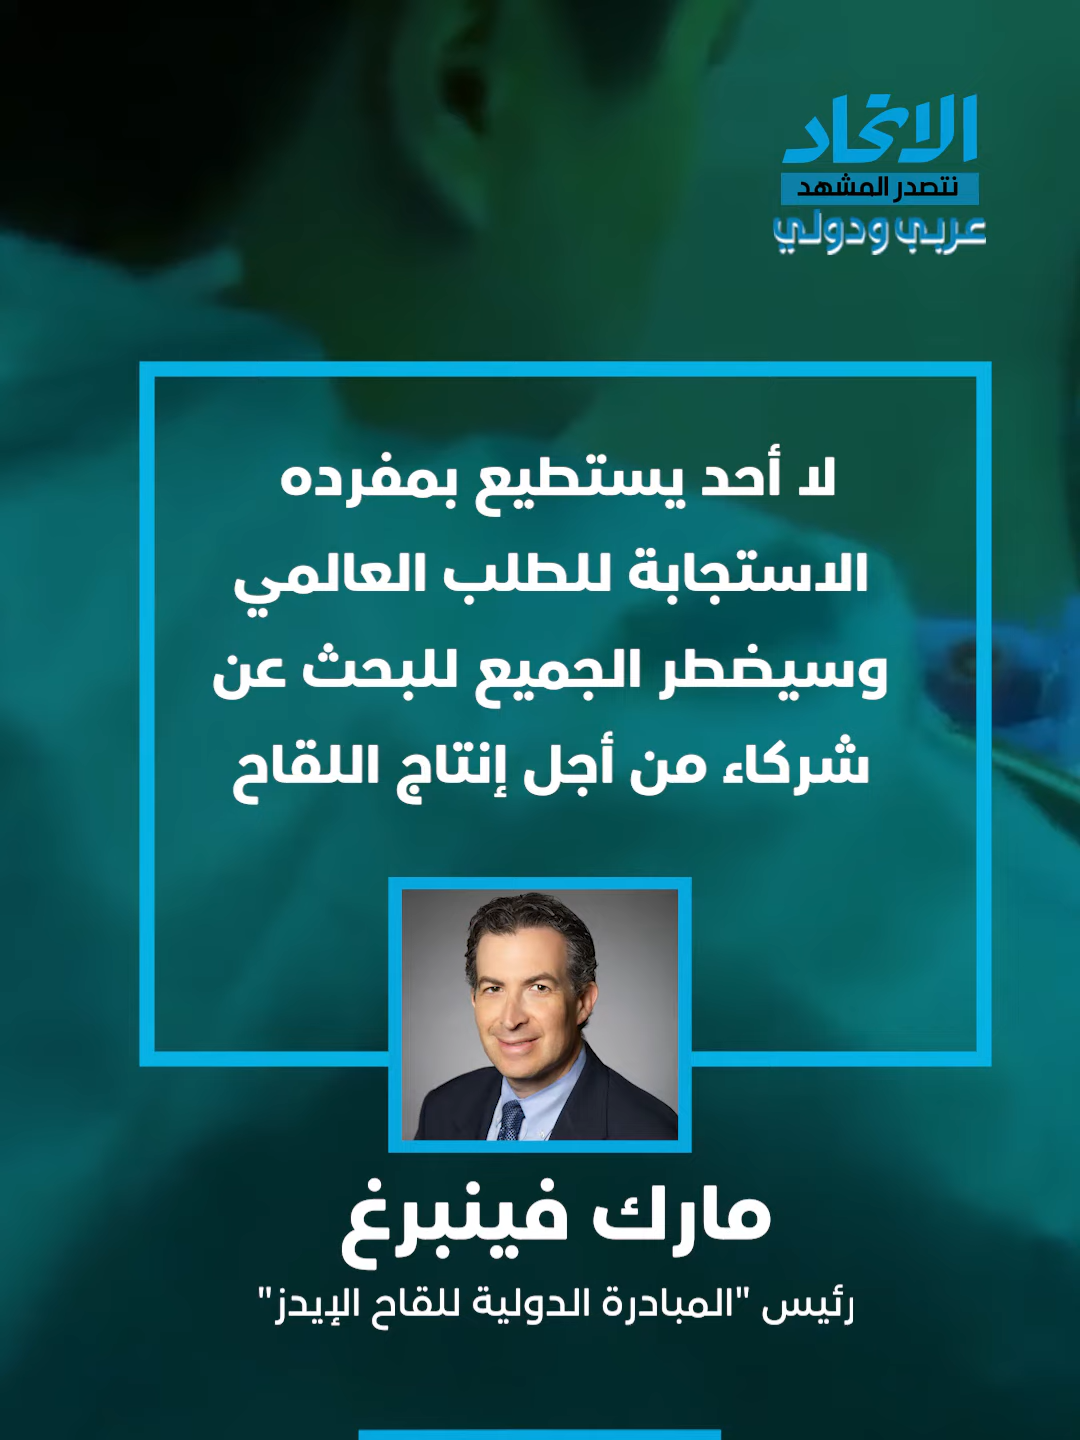 الاتحاد
نتصدر المشهد
عربي ودولي
لا أحد يستطيع بمفرده
الاستجابة للطلب العالمي
وسيضطر الجميع للبحث عن
شركاء من أجل إنتاج اللقاح
مارك فينبرغ
رئيس "المبادرة الدولية للقاح الإيدز"